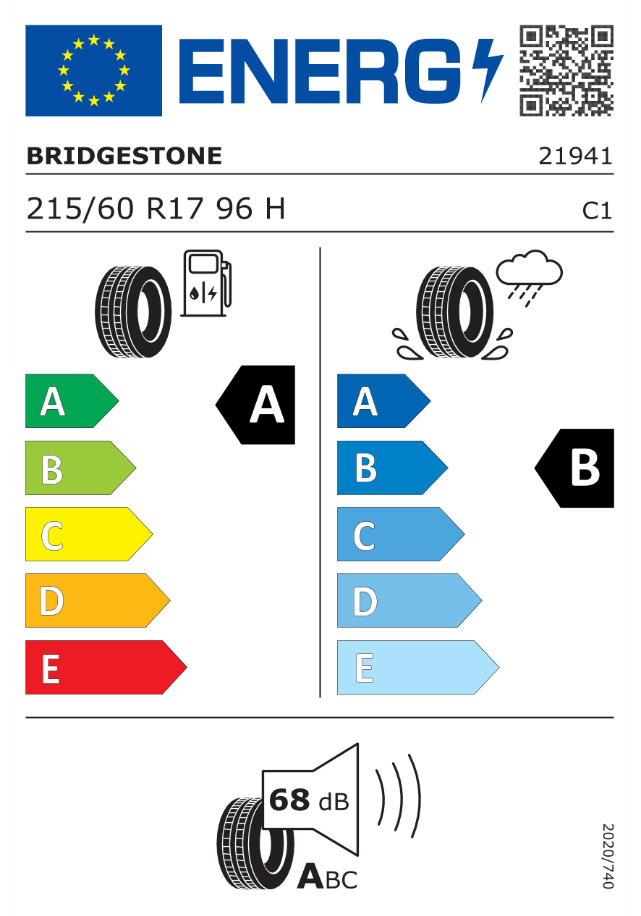 ENERG
BRIDGESTONE 21941
215/60 R17 96 H C1
A A
B
C
D
E
A
B B
C
D
E
68 dB
ABC
2020/740